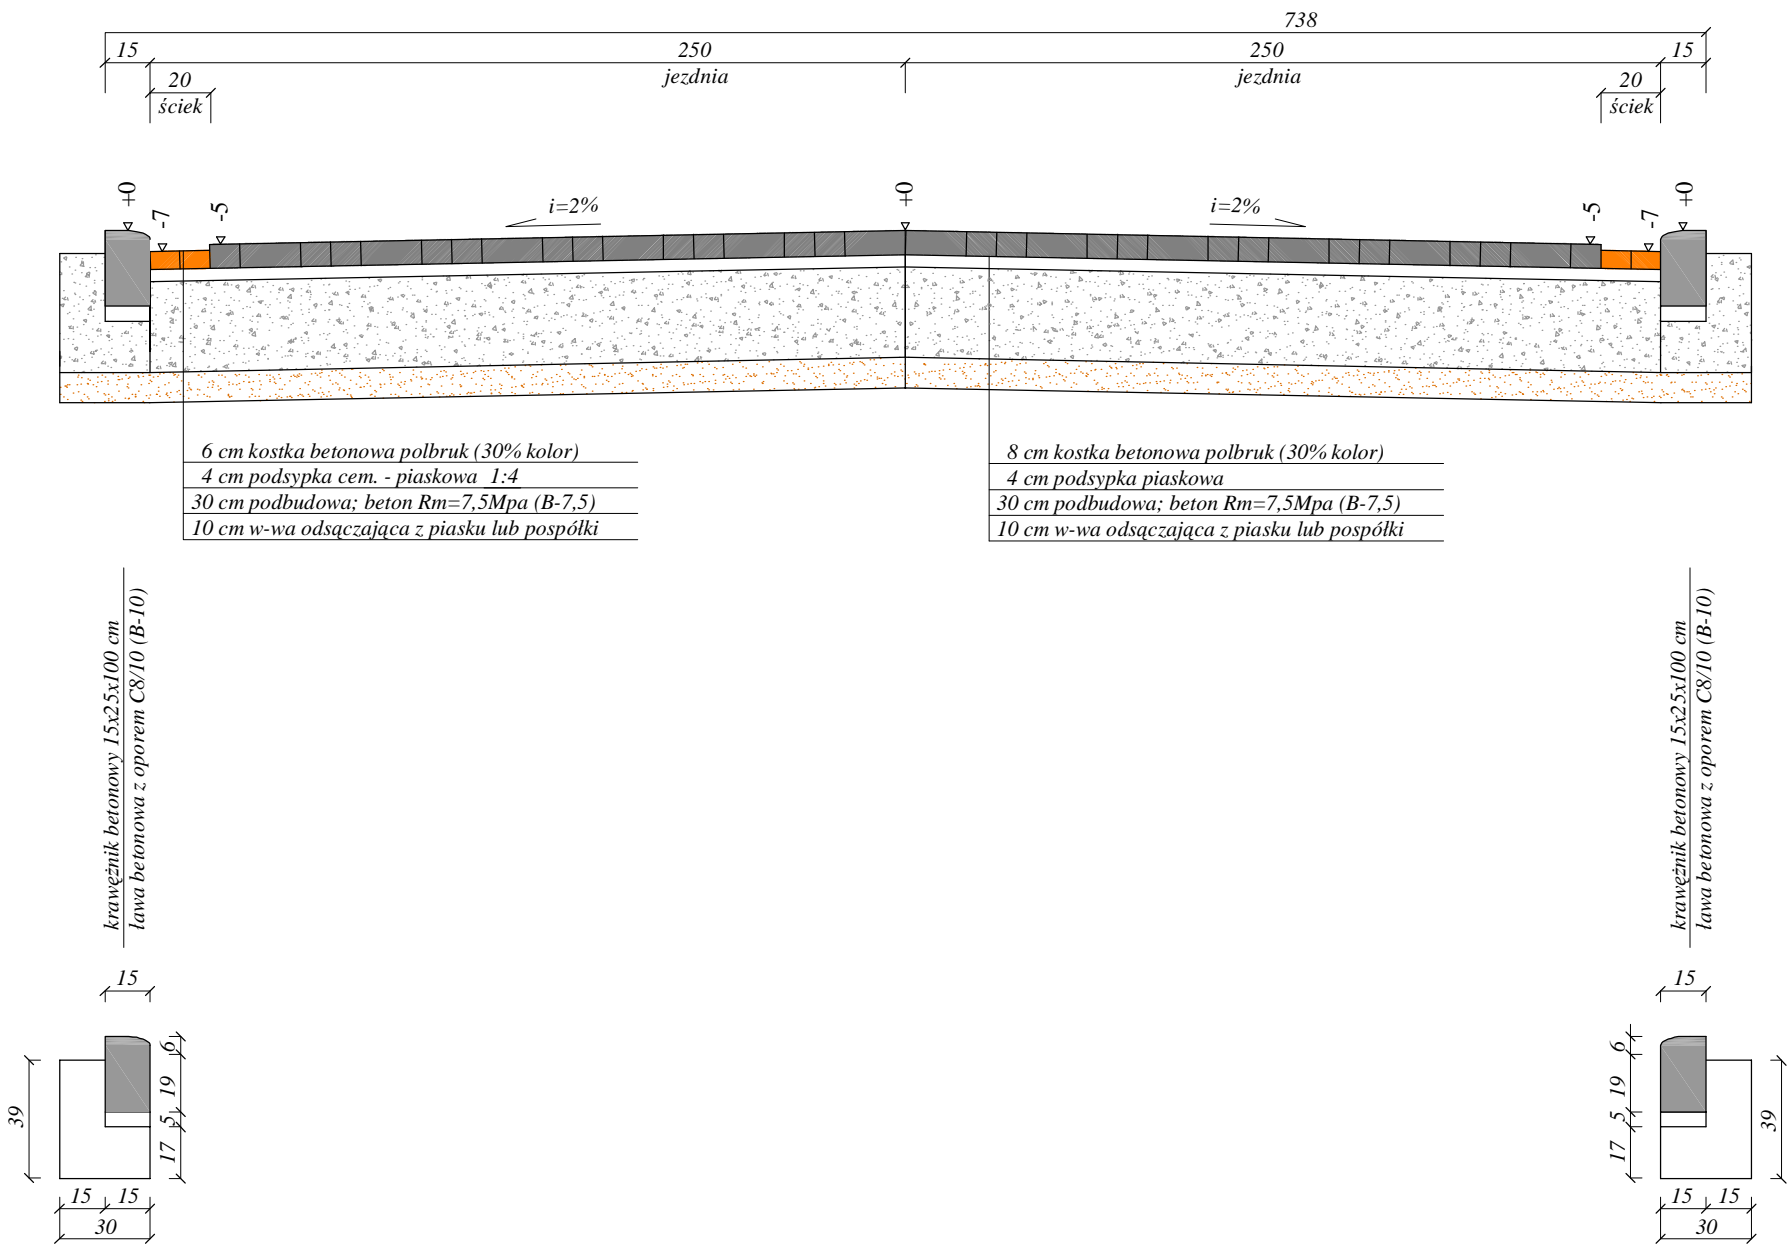 738
15 250 250 15
jezdnia jezdnia
20 20
ściek ściek
+0 -7 -5 i=2% +0 i=2% -5 -7 +0
6 cm kostka betonowa polbruk (30% kolor)
4 cm podsypka cem. - piaskowa 1:4
30 cm podbudowa; beton Rm=7,5Mpa (B-7,5)
10 cm w-wa odsączająca z piasku lub pospółki
8 cm kostka betonowa polbruk (30% kolor)
4 cm podsypka piaskowa
30 cm podbudowa; beton Rm=7,5Mpa (B-7,5)
10 cm w-wa odsączająca z piasku lub pospółki
krawężnik betonowy 15x25x100 cm
ława betonowa z oporem C8/10 (B-10)
krawężnik betonowy 15x25x100 cm
ława betonowa z oporem C8/10 (B-10)
15
6
19
5
17
39
15 15
30
15
6
19
5
17
39
15 15
30